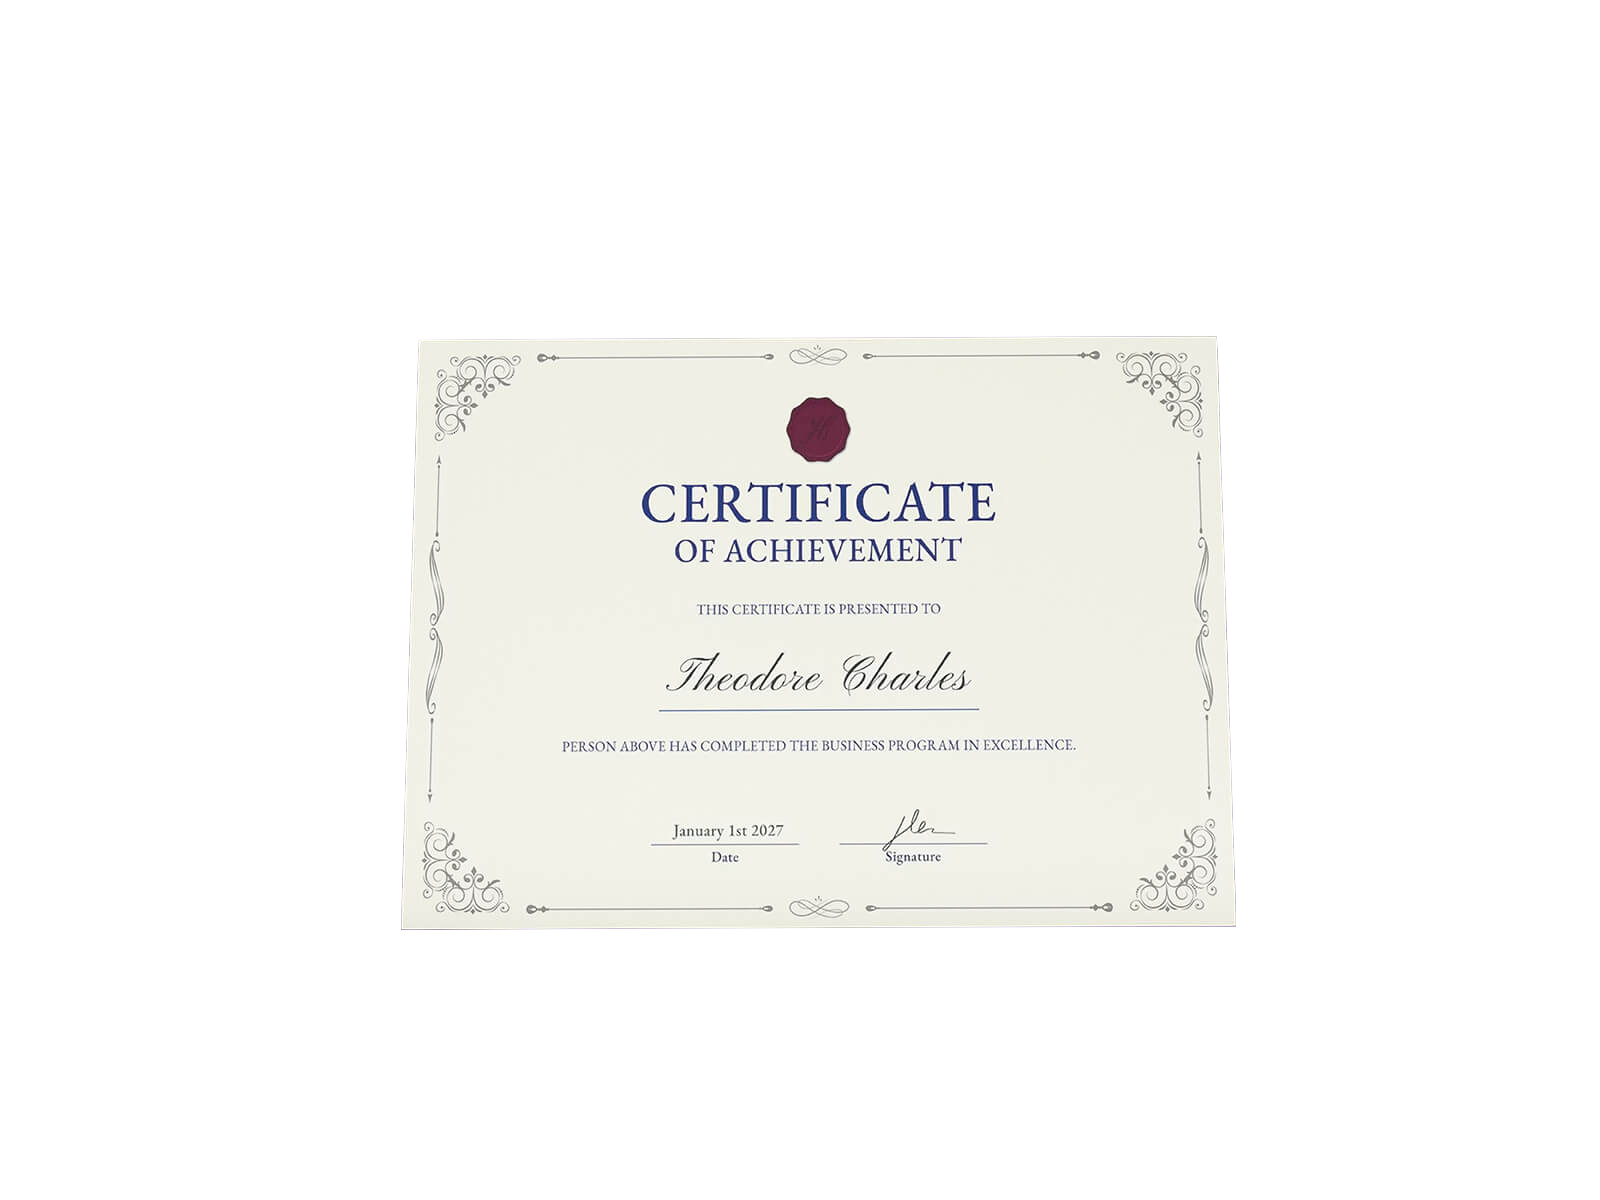 CERTIFICATE
OF ACHIEVEMENT
THIS CERTIFICATE IS PRESENTED TO
Theodore Charles
PERSON ABOVE HAS COMPLETED THE BUSINESS PROGRAM IN EXCELLENCE.
January 1st 2027
Date
Signature